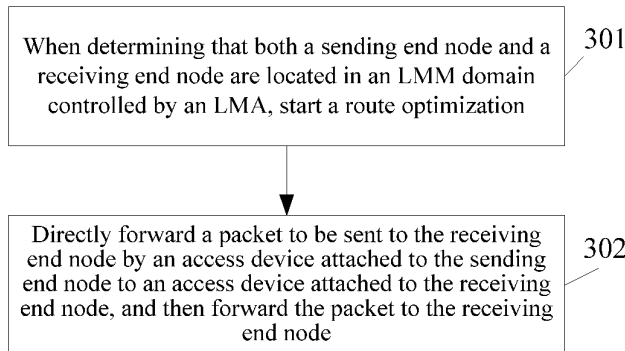 When determining that both a sending end node and a
receiving end node are located in an LMM domain
controlled by an LMA, start a route optimization
301
Directly forward a packet to be sent to the receiving
end node by an access device attached to the sending
end node to an access device attached to the receiving
end node, and then forward the packet to the receiving
end node
302